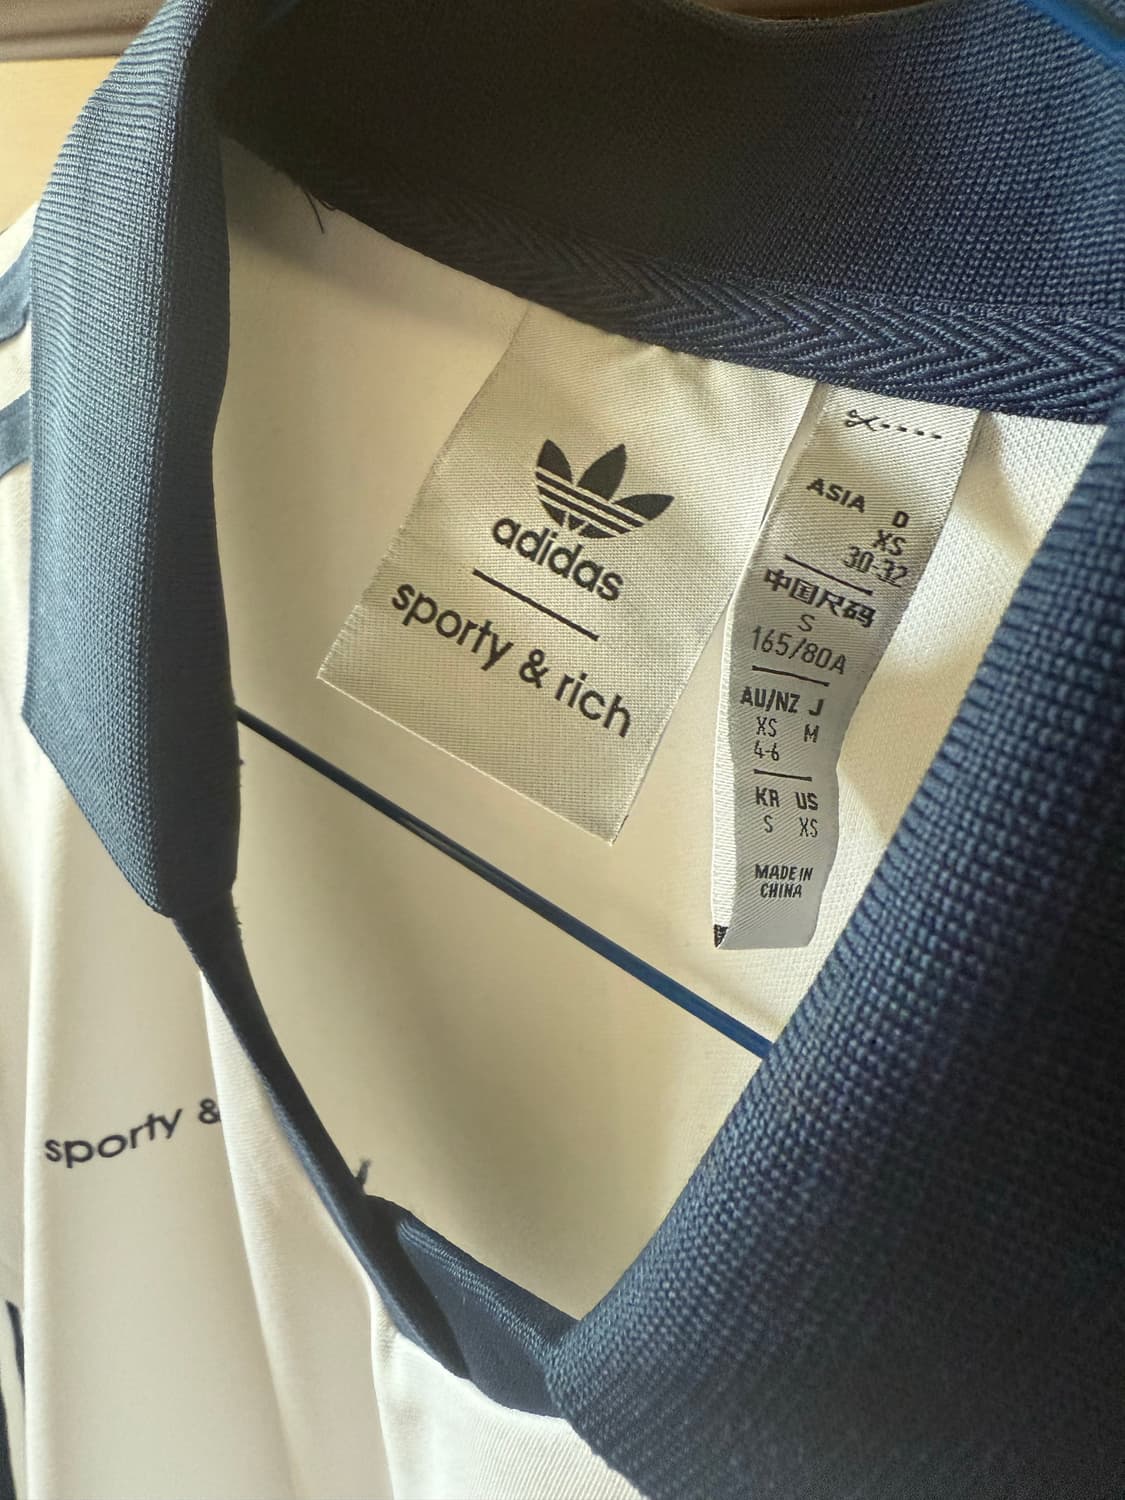 adidas
sporty & rich
ASIA D
XS
30-32
中国尺码
S
165/80A
AU/NZ J
XS M
4-6
KR US
S XS
MADE IN
CHINA
sporty &